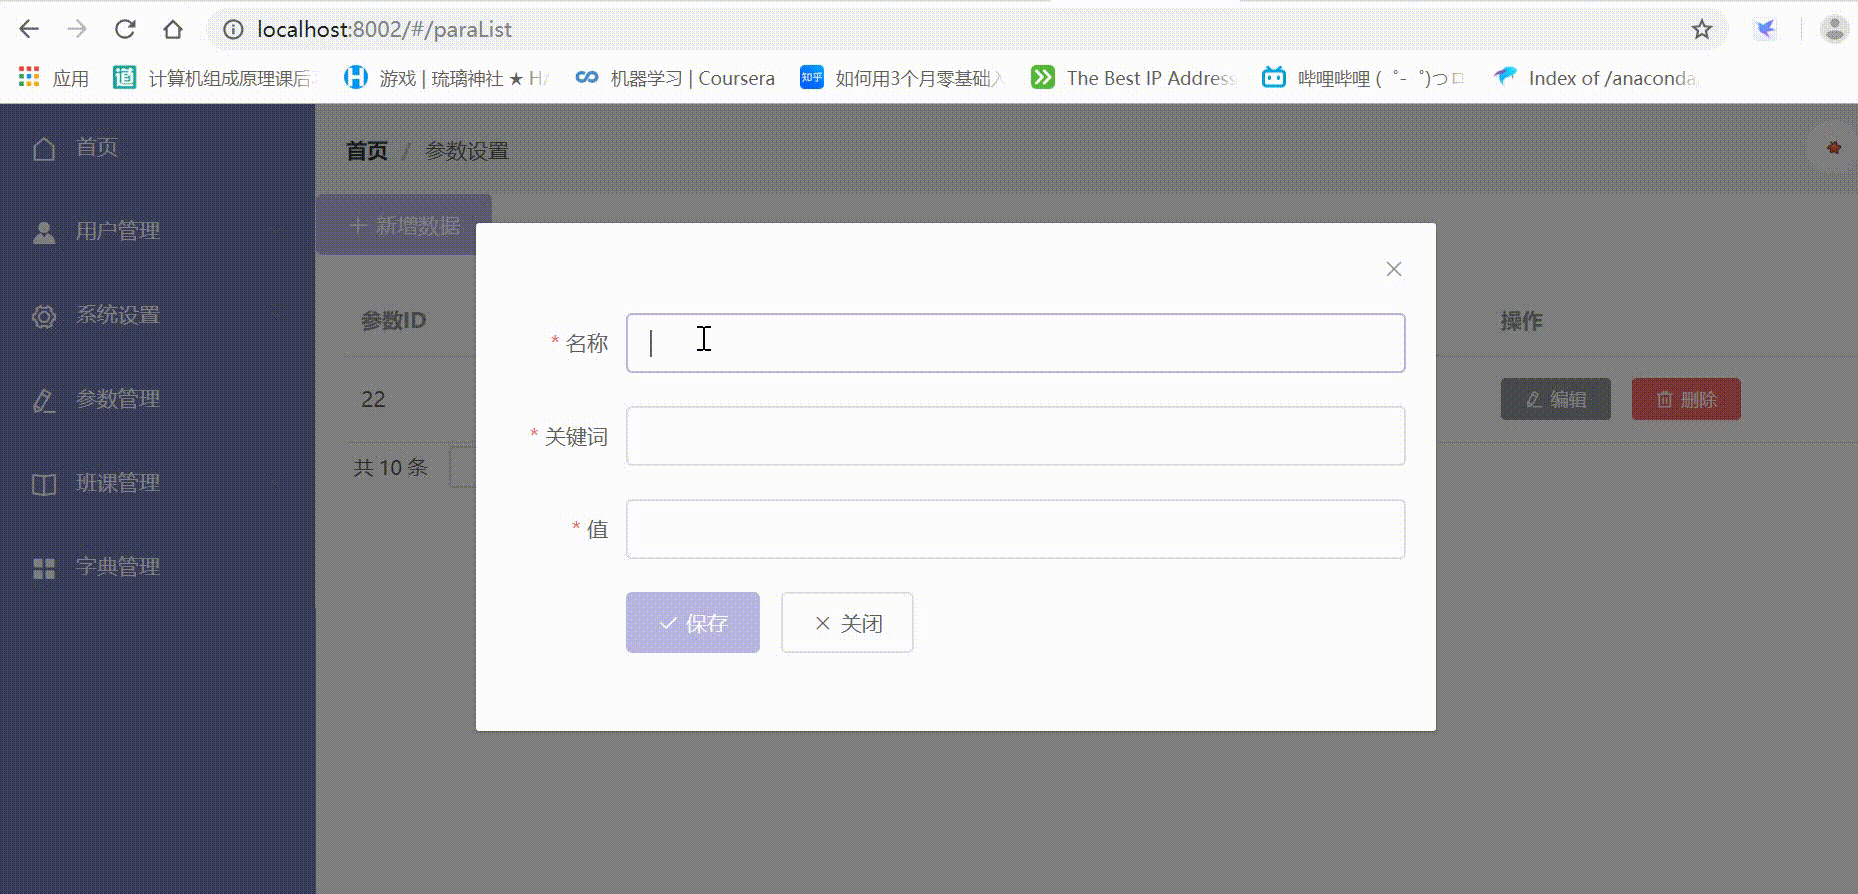 localhost:8002/#/paraList
应用
计算机组成原理课后
游戏 | 琉璃神社 ★ HA
机器学习 | Coursera
知乎
如何用3个月零基础入
The Best IP Address
哔哩哔哩 ( ゜- ゜)つロ
Index of /anaconda
首页
用户管理
系统设置
参数管理
班课管理
字典管理
首页 / 参数设置
+ 新增数据
参数ID
操作
22
编辑
删除
共 10 条
* 名称
* 关键词
* 值
保存
关闭